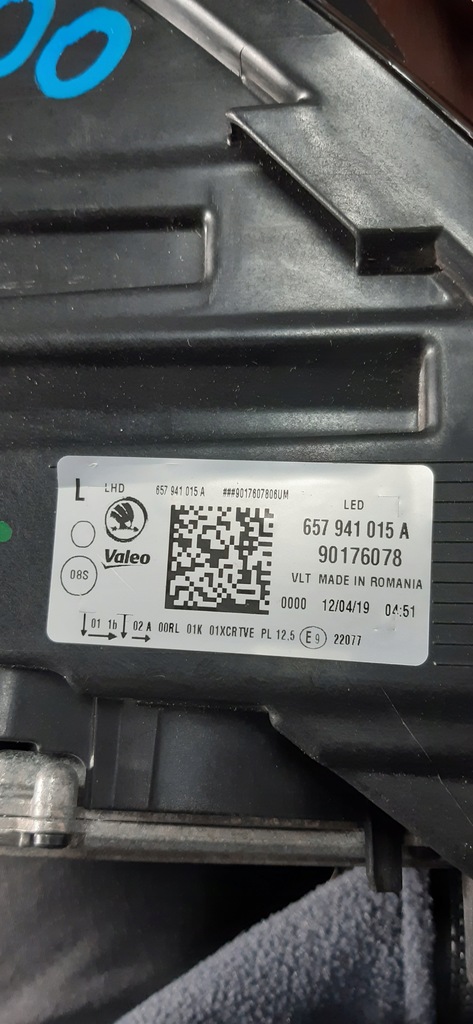 00
L LHD 657 941 015 A ###9017607808UM
LED
657 941 015 A
Valeo
90176078
08S
VLT MADE IN ROMANIA
0000 12/04/19 04:51
01 1b 02 A 00RL 01K 01XCRTVE PL 12.5 E9 22077